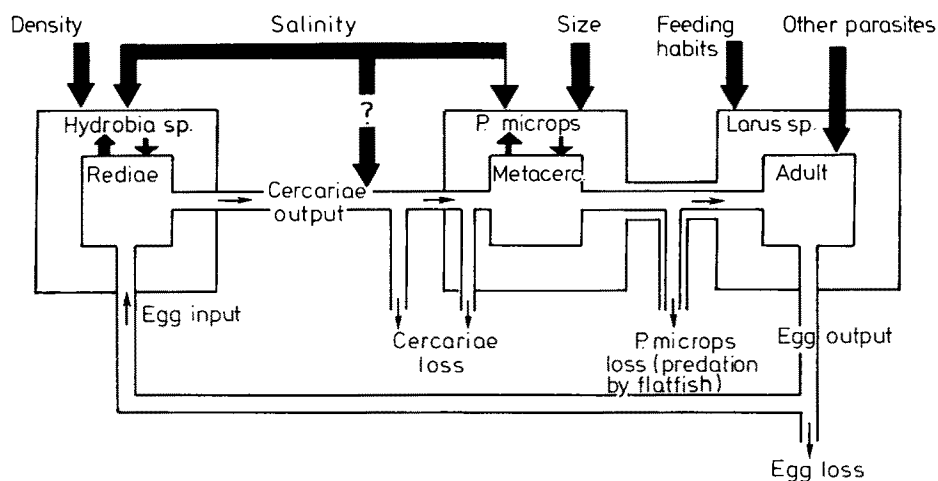 Density
Salinity
Size
Feeding
habits
Other parasites
?
Hydrobia sp.
P. microps
Larus sp.
Rediae
Metacerc.
Adult
Cercariae
output
Egg input
Cercariae
loss
P. microps
loss (predation
by flatfish)
Egg output
Egg loss